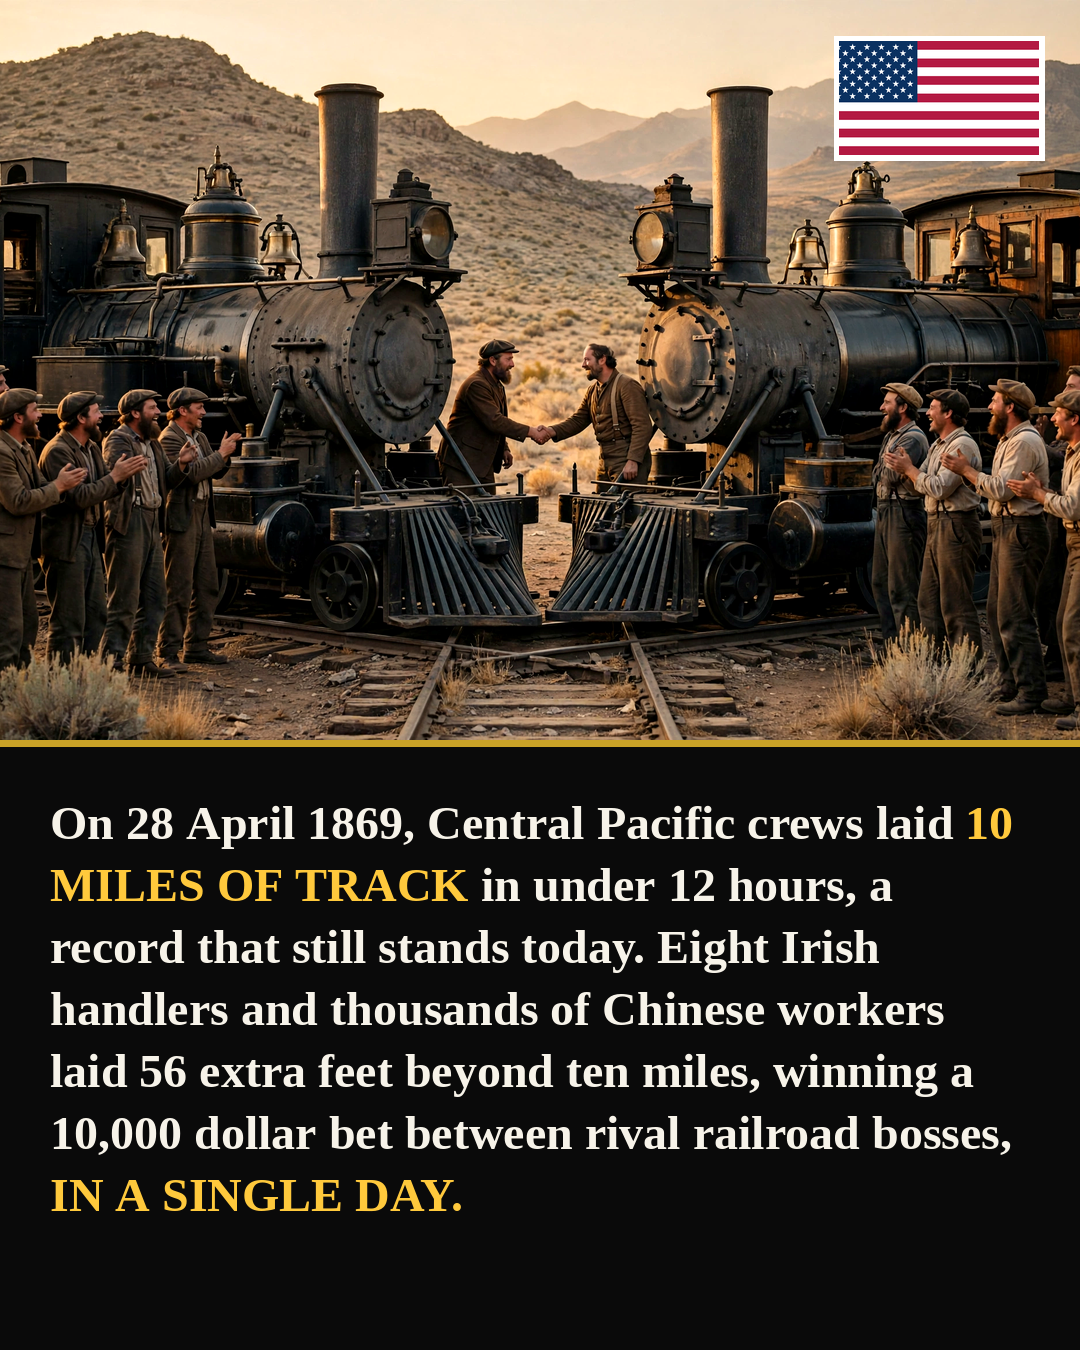 On 28 April 1869, Central Pacific crews laid 10
MILES OF TRACK in under 12 hours, a
record that still stands today. Eight Irish
handlers and thousands of Chinese workers
laid 56 extra feet beyond ten miles, winning a
10,000 dollar bet between rival railroad bosses,
IN A SINGLE DAY.